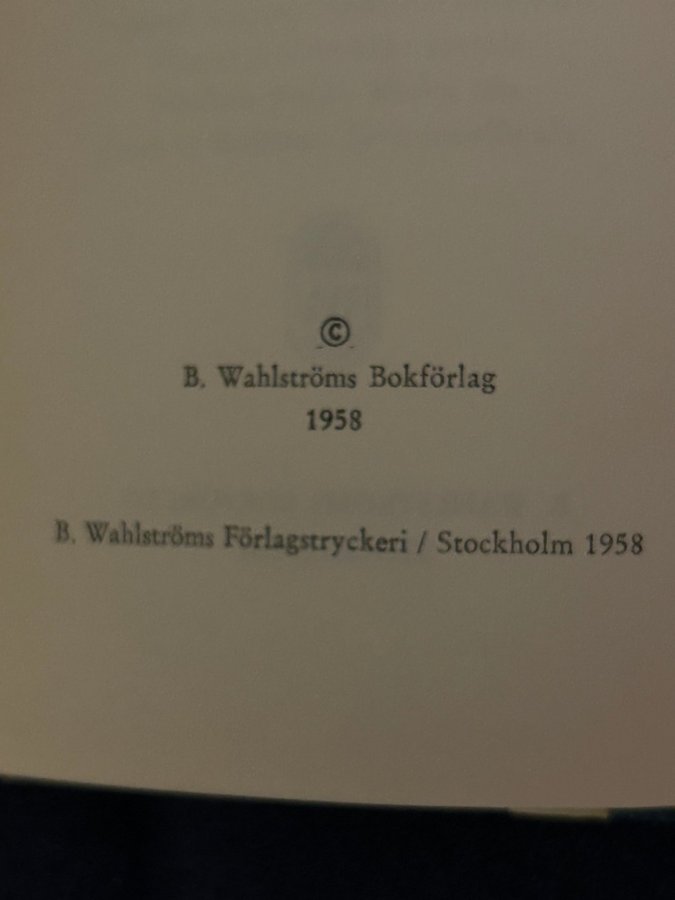 ©
B. Wahlströms Bokförlag
1958
B. Wahlströms Förlagstryckeri / Stockholm 1958